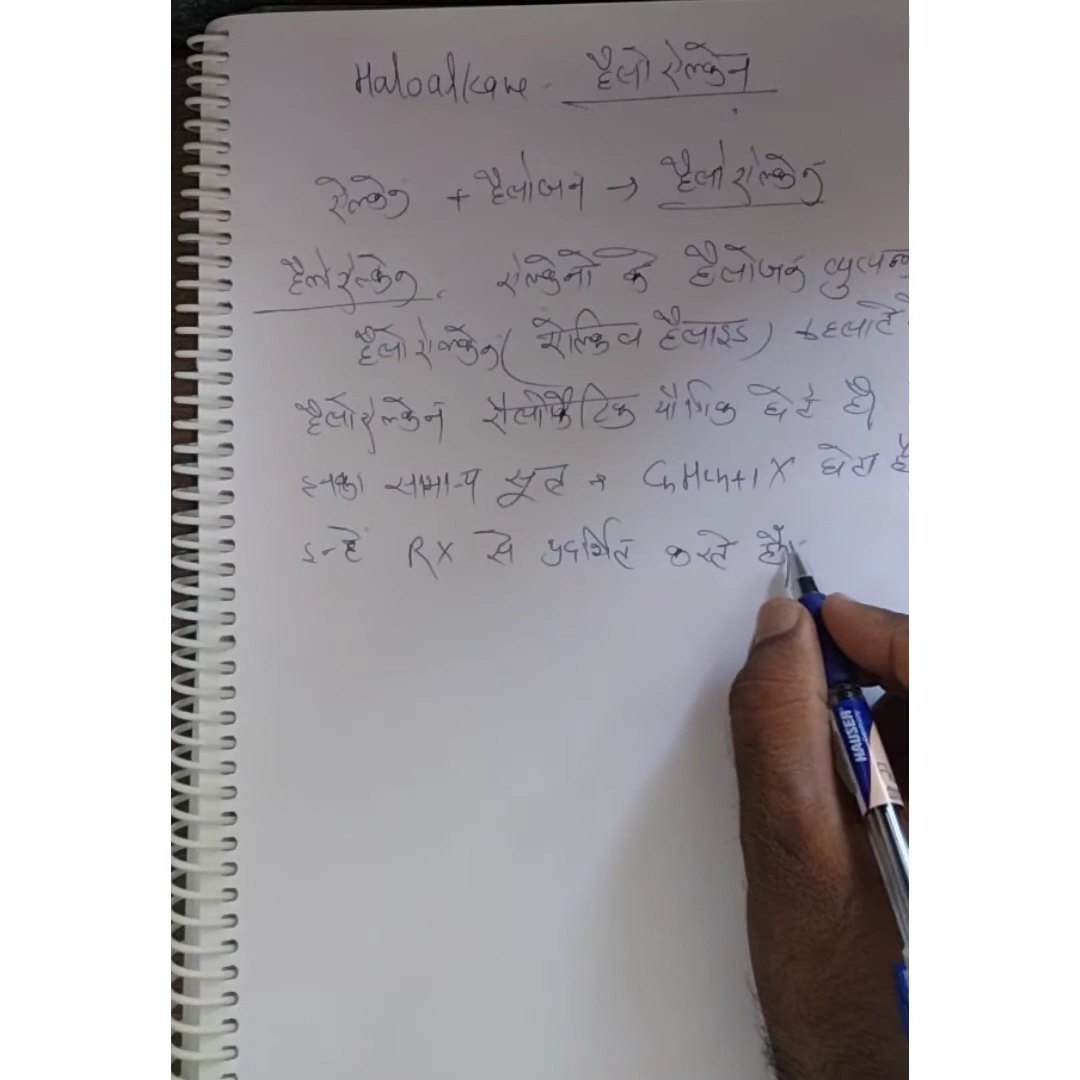 Haloalkane - हैलोऐल्केन
ऐल्केन + हैलोजन → हैलोऐल्केन
हैलोऐल्केन : ऐल्केनों के हैलोजन व्युत्पन्न
हैलोऐल्केन ( ऐल्किल हैलाइड ) कहलाते
हैलोऐल्केन ऐलीफैटिक यौगिक होते है
इनका सामान्य सूत्र CnH2n+1X होता है
इन्हें RX से प्रदर्शित करते हैं।
HAUSER